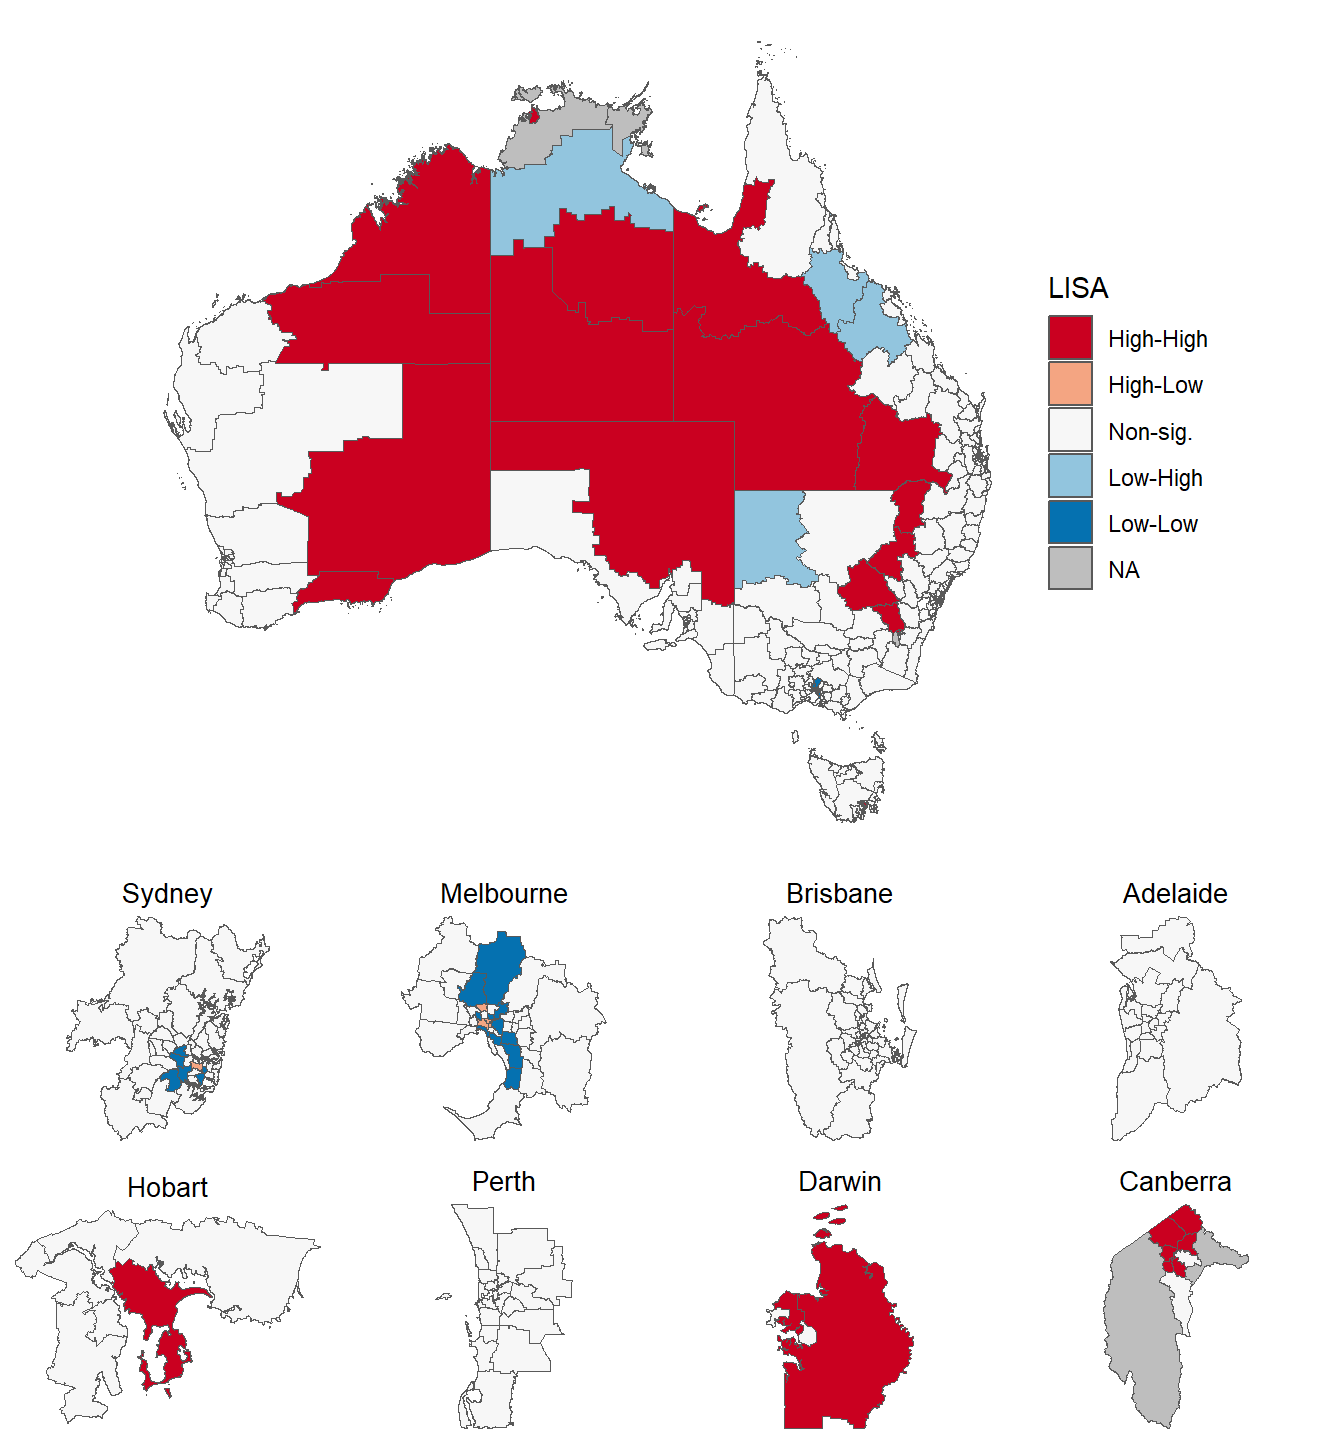 LISA
High-High
High-Low
Non-sig.
Low-High
Low-Low
NA
Sydney
Melbourne
Brisbane
Adelaide
Hobart
Perth
Darwin
Canberra